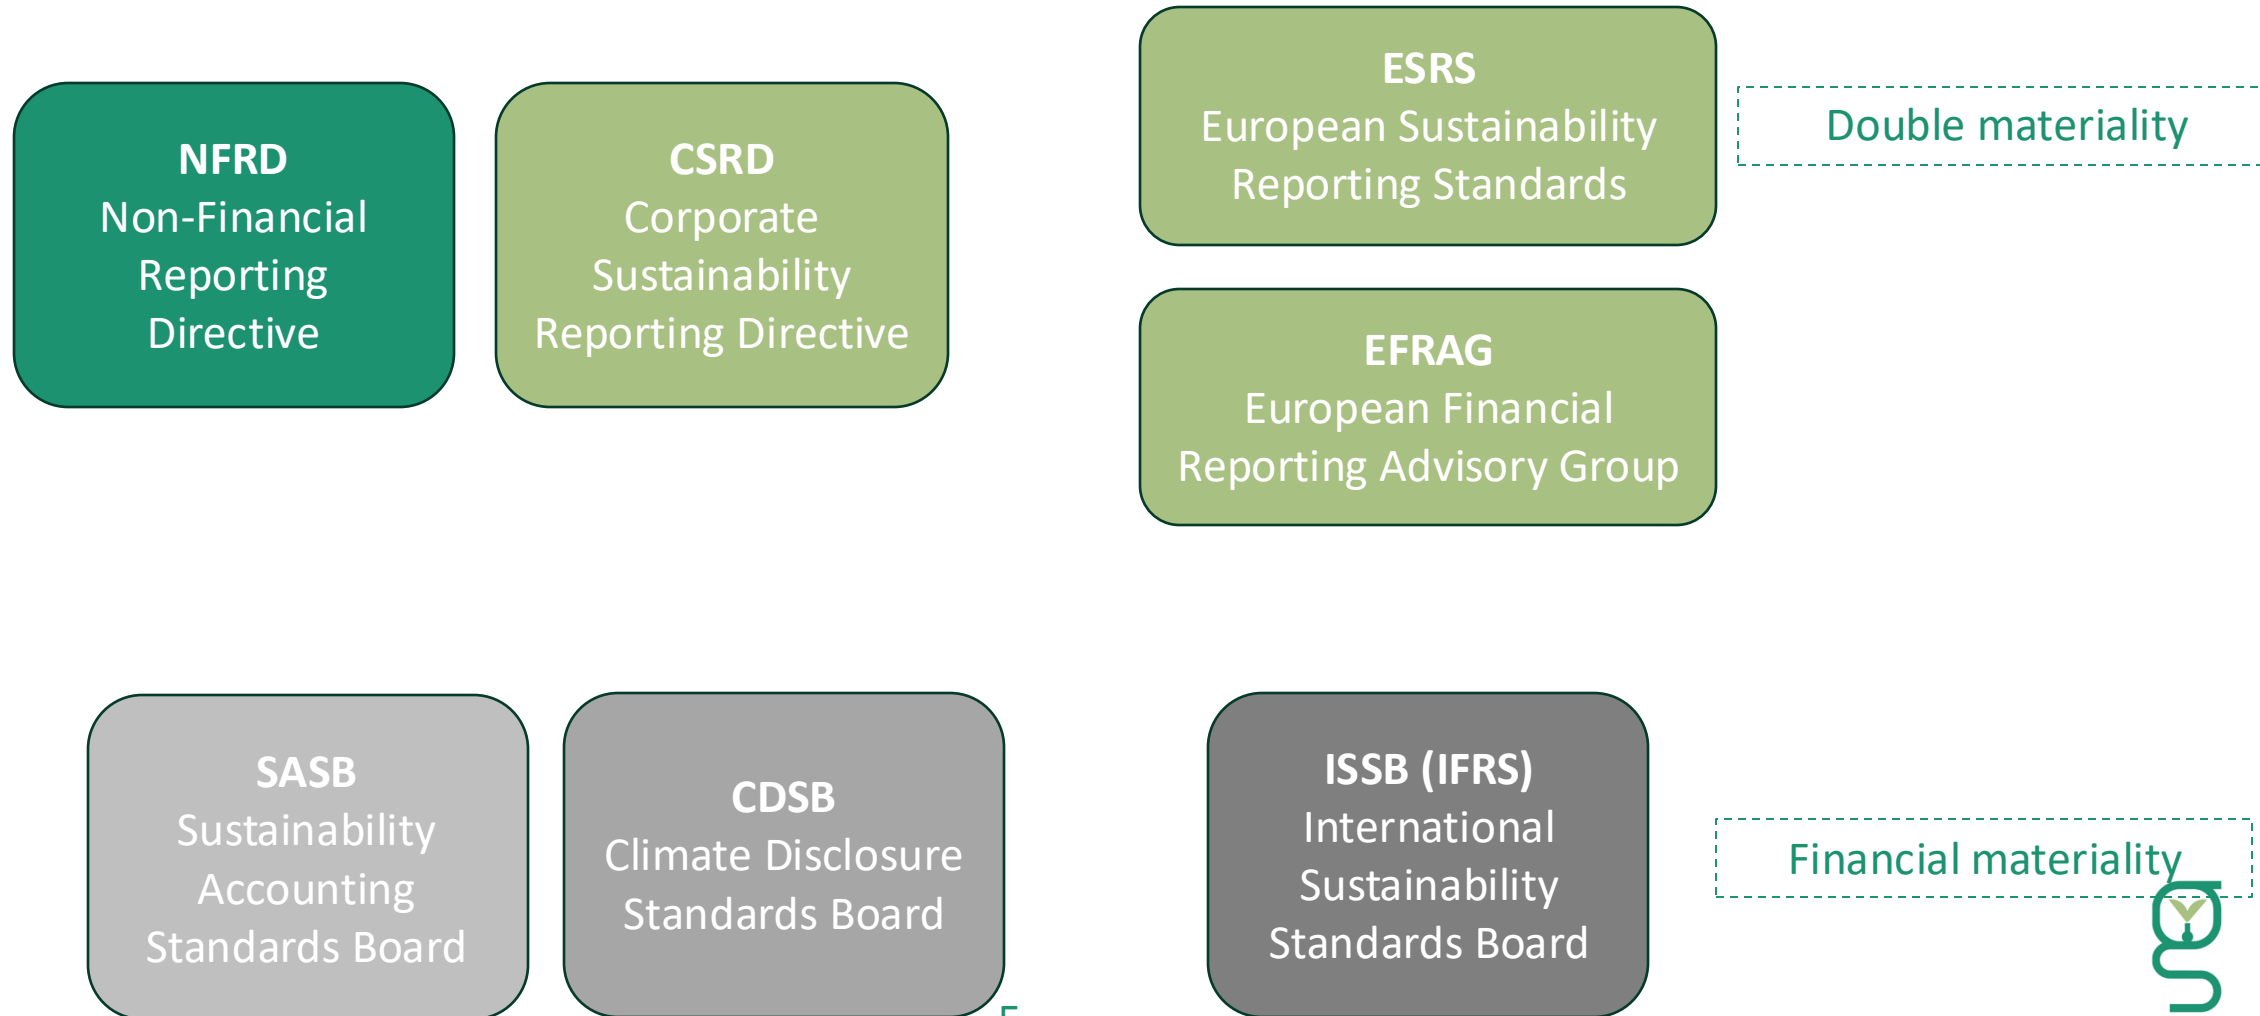 NFRD
Non-Financial
Reporting
Directive
CSRD
Corporate
Sustainability
Reporting Directive
ESRS
European Sustainability
Reporting Standards
Double materiality
EFRAG
European Financial
Reporting Advisory Group
SASB
Sustainability
Accounting
Standards Board
CDSB
Climate Disclosure
Standards Board
ISSB (IFRS)
International
Sustainability
Standards Board
Financial materiality